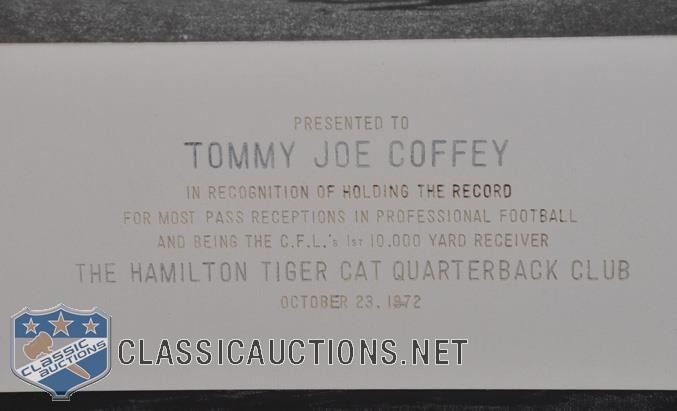 PRESENTED TO
TOMMY JOE COFFEY
IN RECOGNITION OF HOLDING THE RECORD
FOR MOST PASS RECEPTIONS IN PROFESSIONAL FOOTBALL
AND BEING THE C.F.L.'s 1ST 10,000 YARD RECEIVER
THE HAMILTON TIGER CAT QUARTERBACK CLUB
OCTOBER 23, 1972
CLASSIC
AUCTIONS
CLASSICAUCTIONS.NET